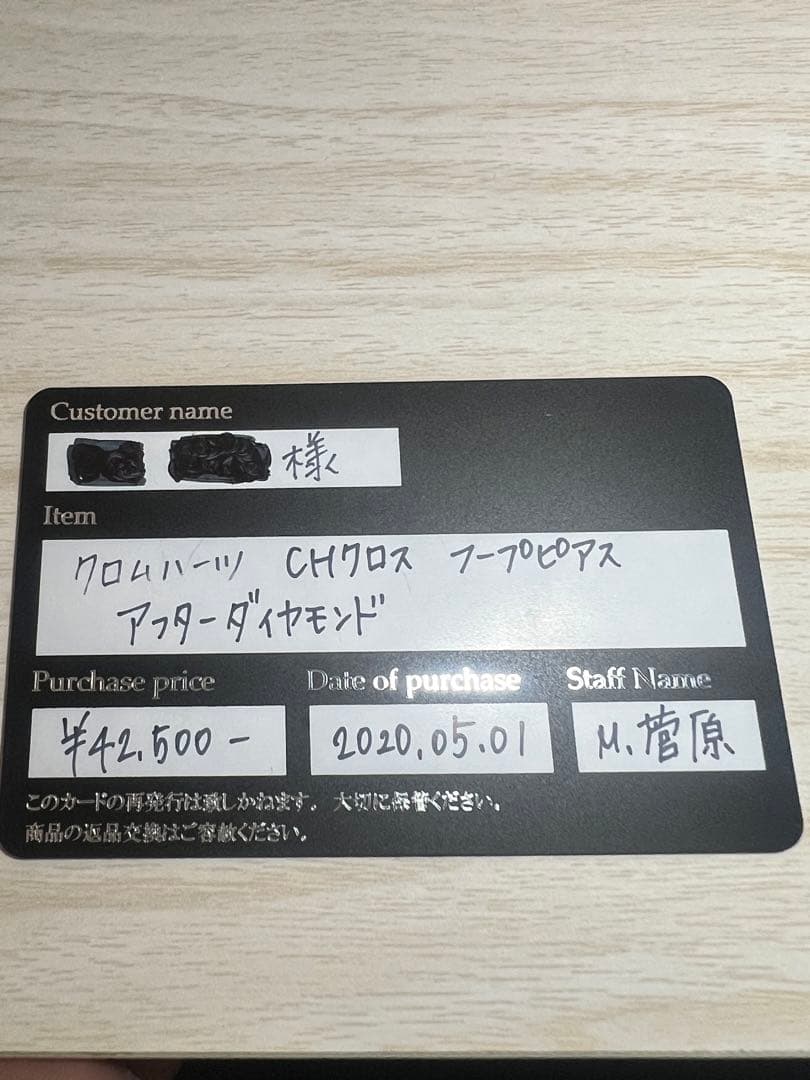 Customer name
様
Item
クロムハーツ CHクロス フープピアス
アフターダイヤモンド
Purchase price Date of purchase Staff Name
¥42,500- 2020.05.01 M.菅原
このカードの再発行は致しかねます。大切に保管ください。
商品の返品交換はご容赦ください。